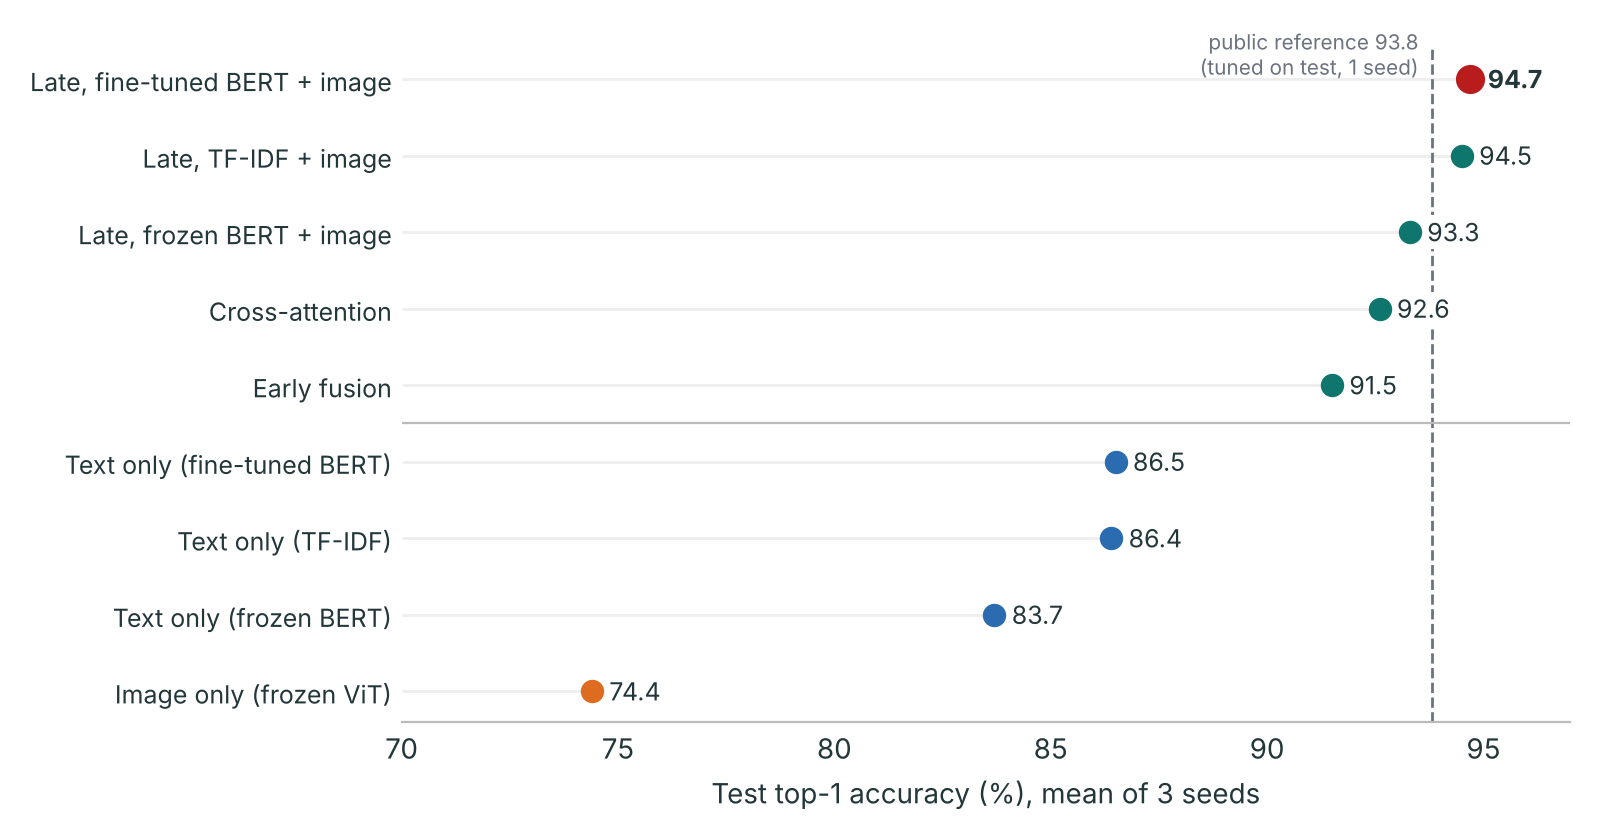 public reference 93.8
(tuned on test, 1 seed)
Late, fine-tuned BERT + image 94.7
Late, TF-IDF + image 94.5
Late, frozen BERT + image 93.3
Cross-attention 92.6
Early fusion 91.5
Text only (fine-tuned BERT) 86.5
Text only (TF-IDF) 86.4
Text only (frozen BERT) 83.7
Image only (frozen ViT) 74.4
70 75 80 85 90 95
Test top-1 accuracy (%), mean of 3 seeds